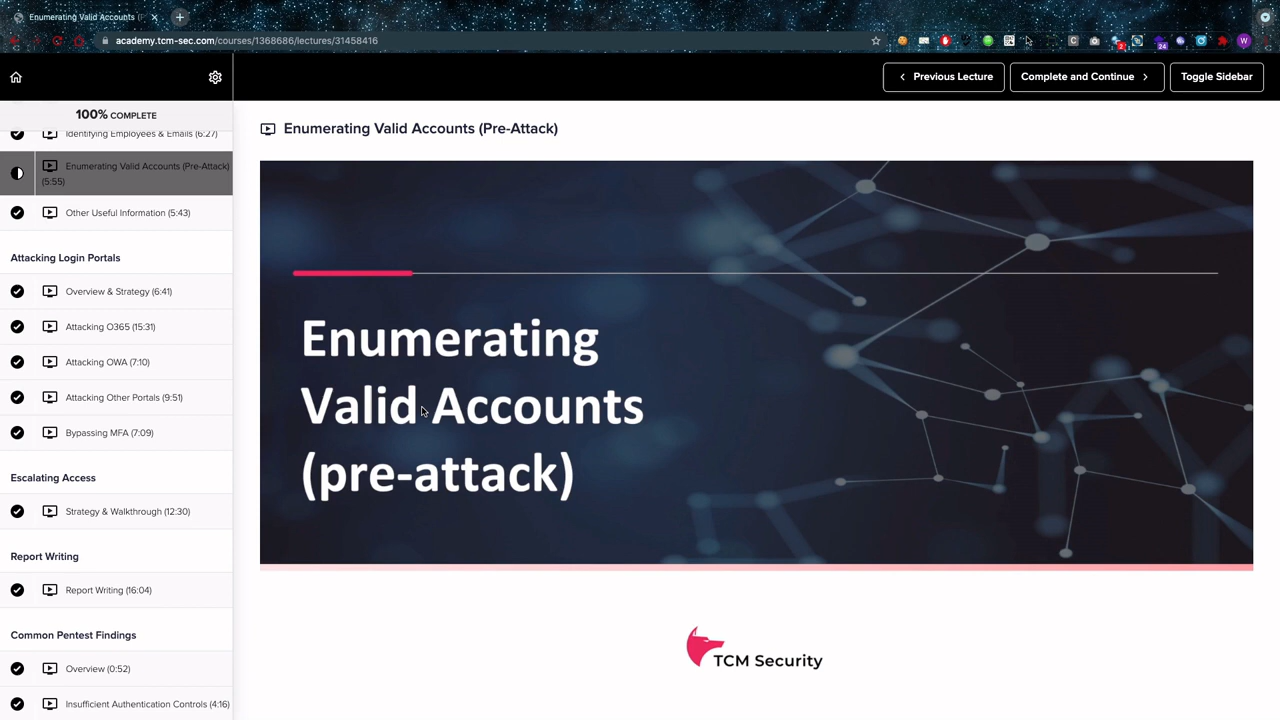 Enumerating Valid Accounts (
academy.tcm-sec.com/courses/1368686/lectures/31458416
2
24
W
Previous Lecture
Complete and Continue
Toggle Sidebar
100% COMPLETE
Identifying Employees & Emails (6:27)
Enumerating Valid Accounts (Pre-Attack)
(5:55)
Other Useful Information (5:43)
Attacking Login Portals
Overview & Strategy (6:41)
Attacking O365 (15:31)
Attacking OWA (7:10)
Attacking Other Portals (9:51)
Bypassing MFA (7:09)
Escalating Access
Strategy & Walkthrough (12:30)
Report Writing
Report Writing (16:04)
Common Pentest Findings
Overview (0:52)
Insufficient Authentication Controls (4:16)
Enumerating Valid Accounts (Pre-Attack)
Enumerating
Valid Accounts
(pre-attack)
TCM Security